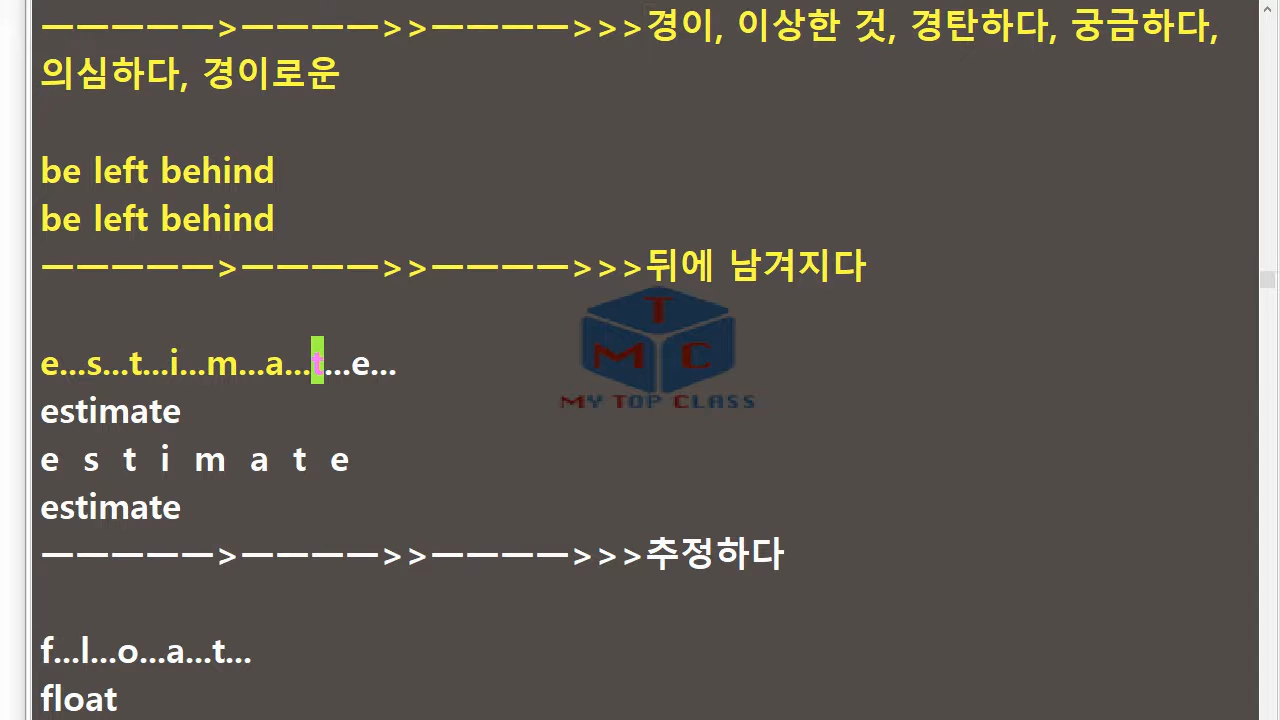 ㅡㅡㅡㅡㅡ>ㅡㅡㅡㅡ>>ㅡㅡㅡㅡ>>>경이, 이상한 것, 경탄하다, 궁금하다,
의심하다, 경이로운
be left behind
be left behind
ㅡㅡㅡㅡㅡ>ㅡㅡㅡㅡ>>ㅡㅡㅡㅡ>>>뒤에 남겨지다
e...s...t...i...m...a...t...e...
estimate
e s t i m a t e
estimate
ㅡㅡㅡㅡㅡ>ㅡㅡㅡㅡ>>ㅡㅡㅡㅡ>>>추정하다
f...l...o...a...t...
float
T
M C
MY TOP CLASS